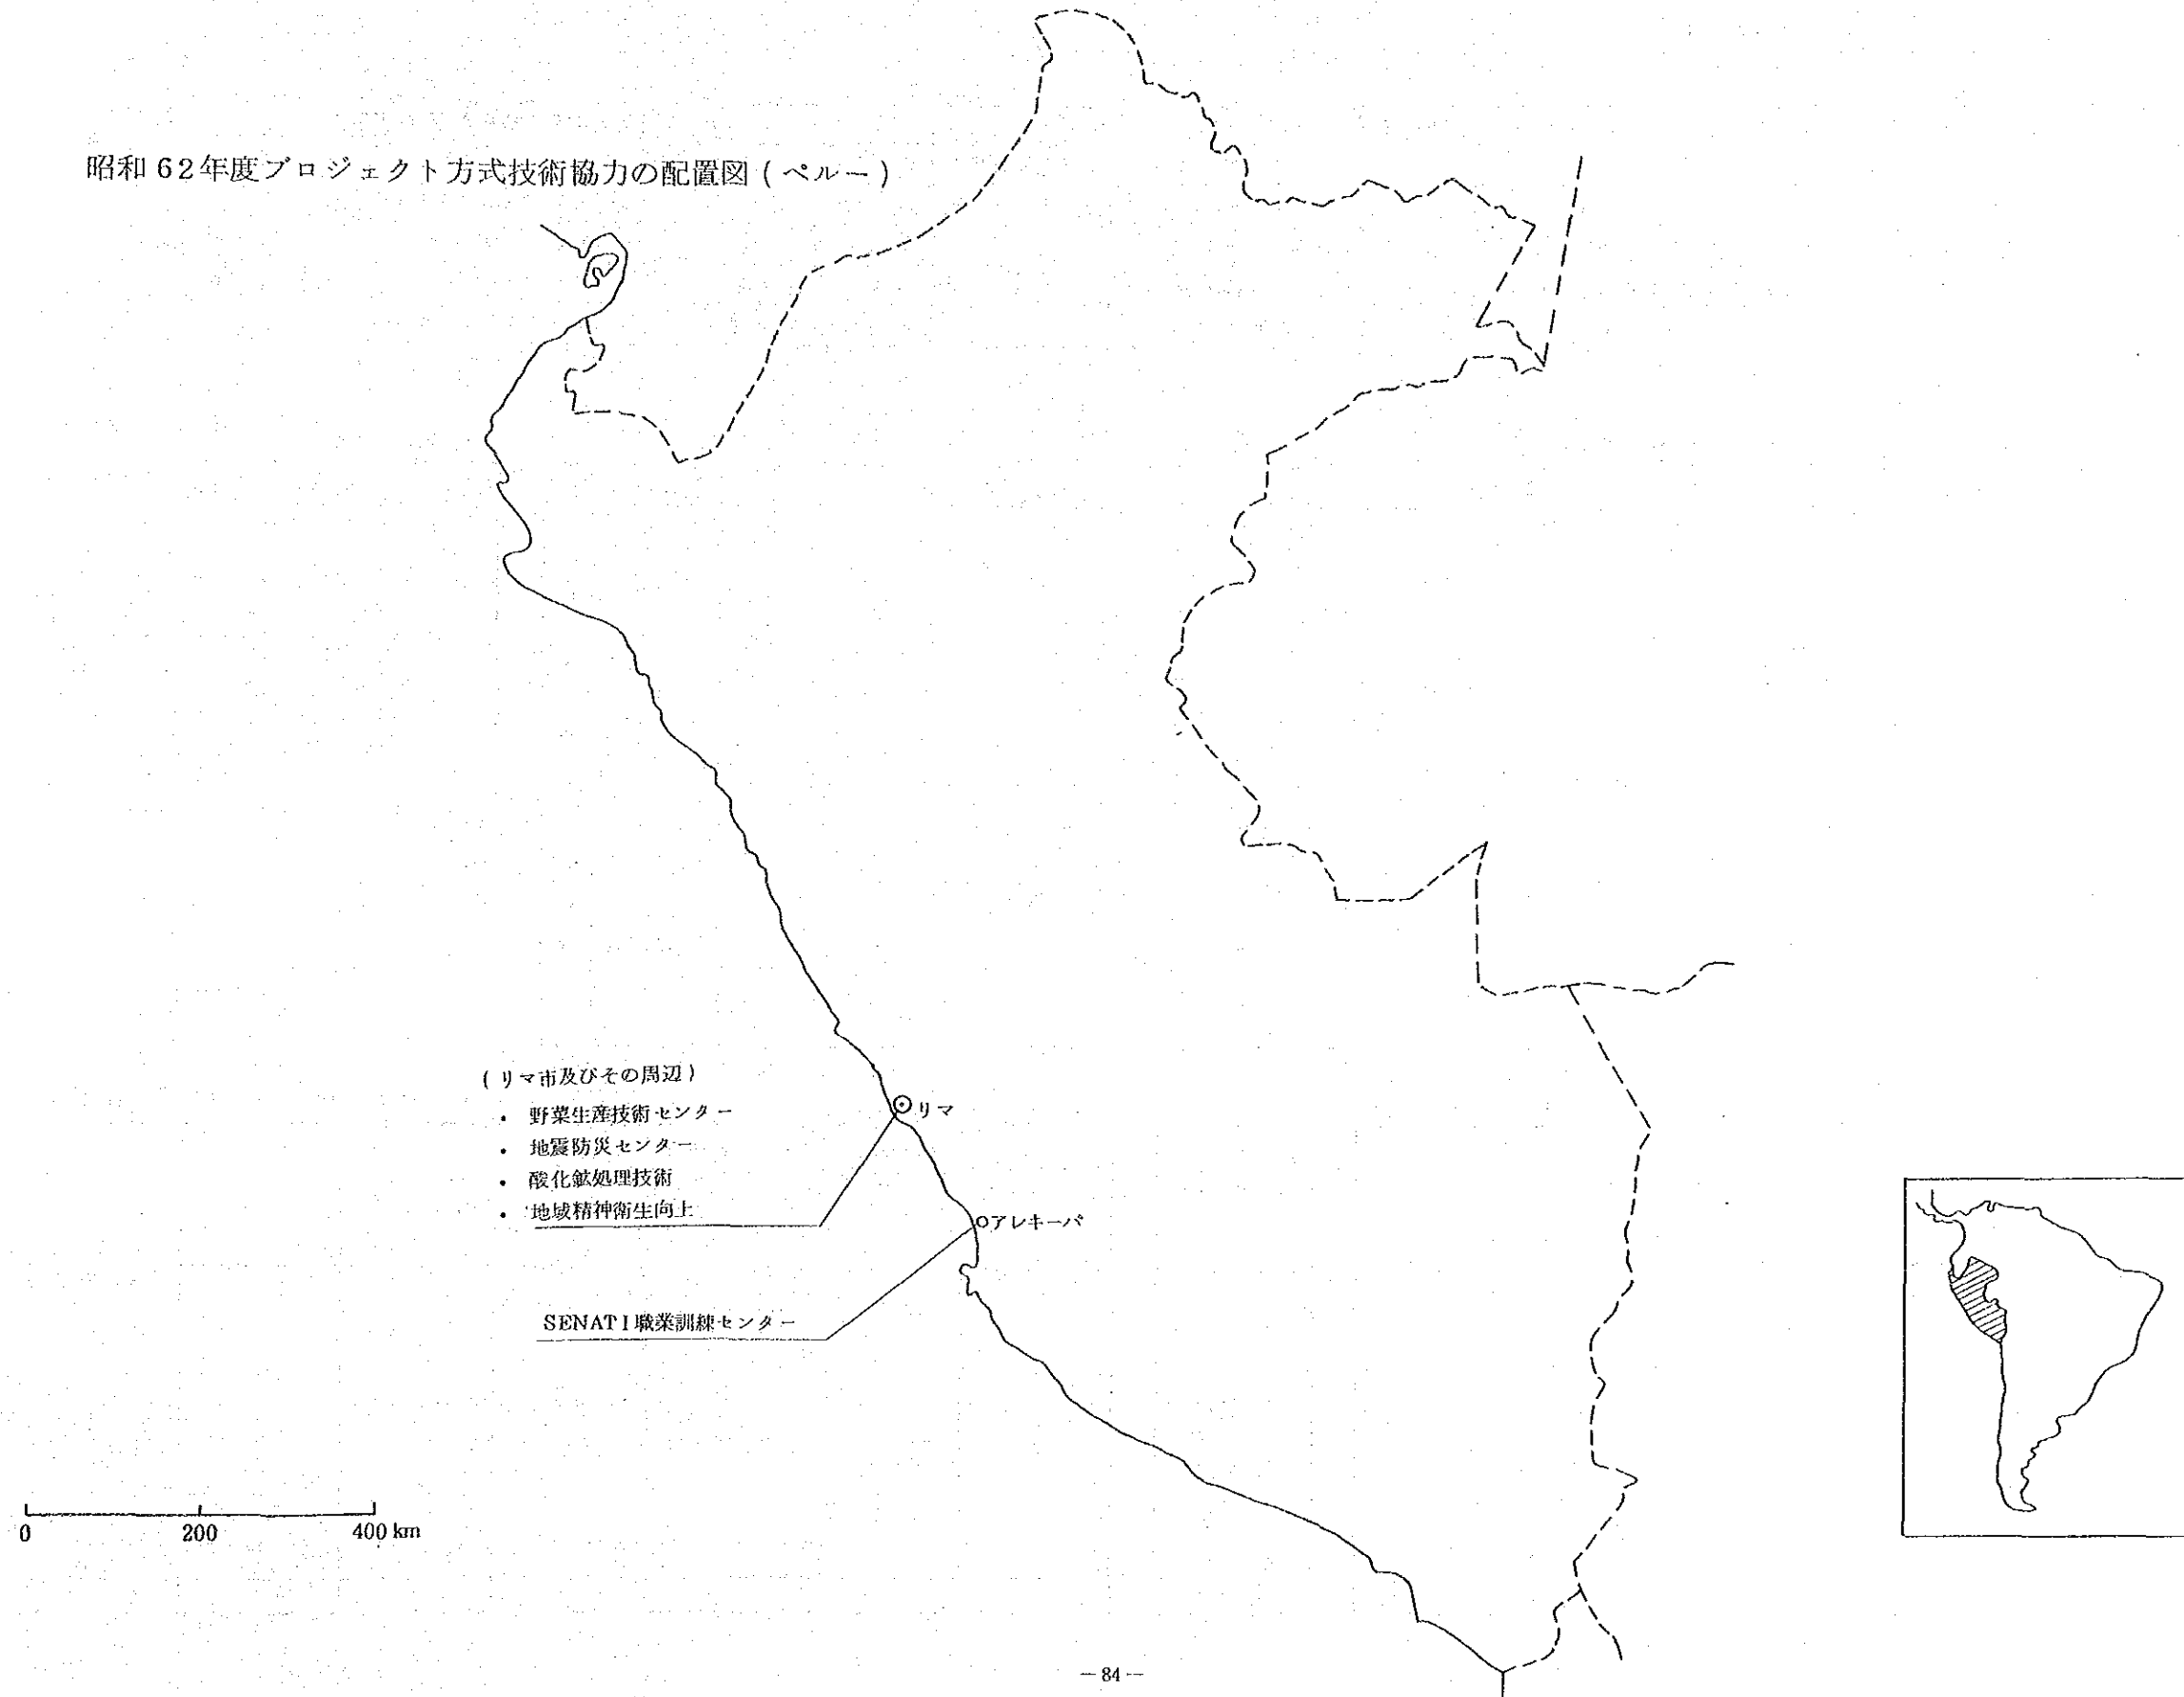 昭和62年度プロジェクト方式技術協力の配置図(ペルー)
(リマ市及びその周辺)
・ 野菜生産技術センター
・ 地震防災センター
・ 酸化鉱処理技術
・ 地域精神衛生向上
リマ
アレキーパ
SENATI職業訓練センター
0 200 400 km
—84—